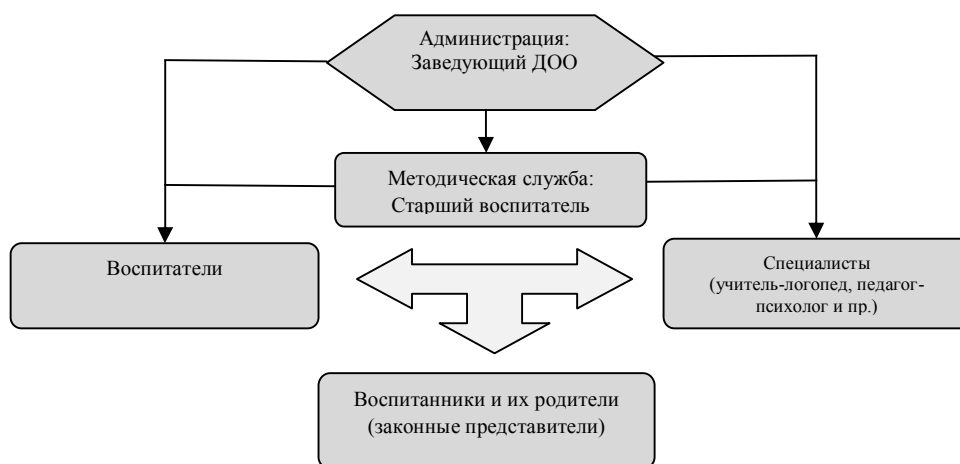 Администрация:
Заведующий ДОО
Методическая служба:
Старший воспитатель
Воспитатели
Специалисты
(учитель-логопед, педагог-
психолог и пр.)
Воспитанники и их родители
(законные представители)